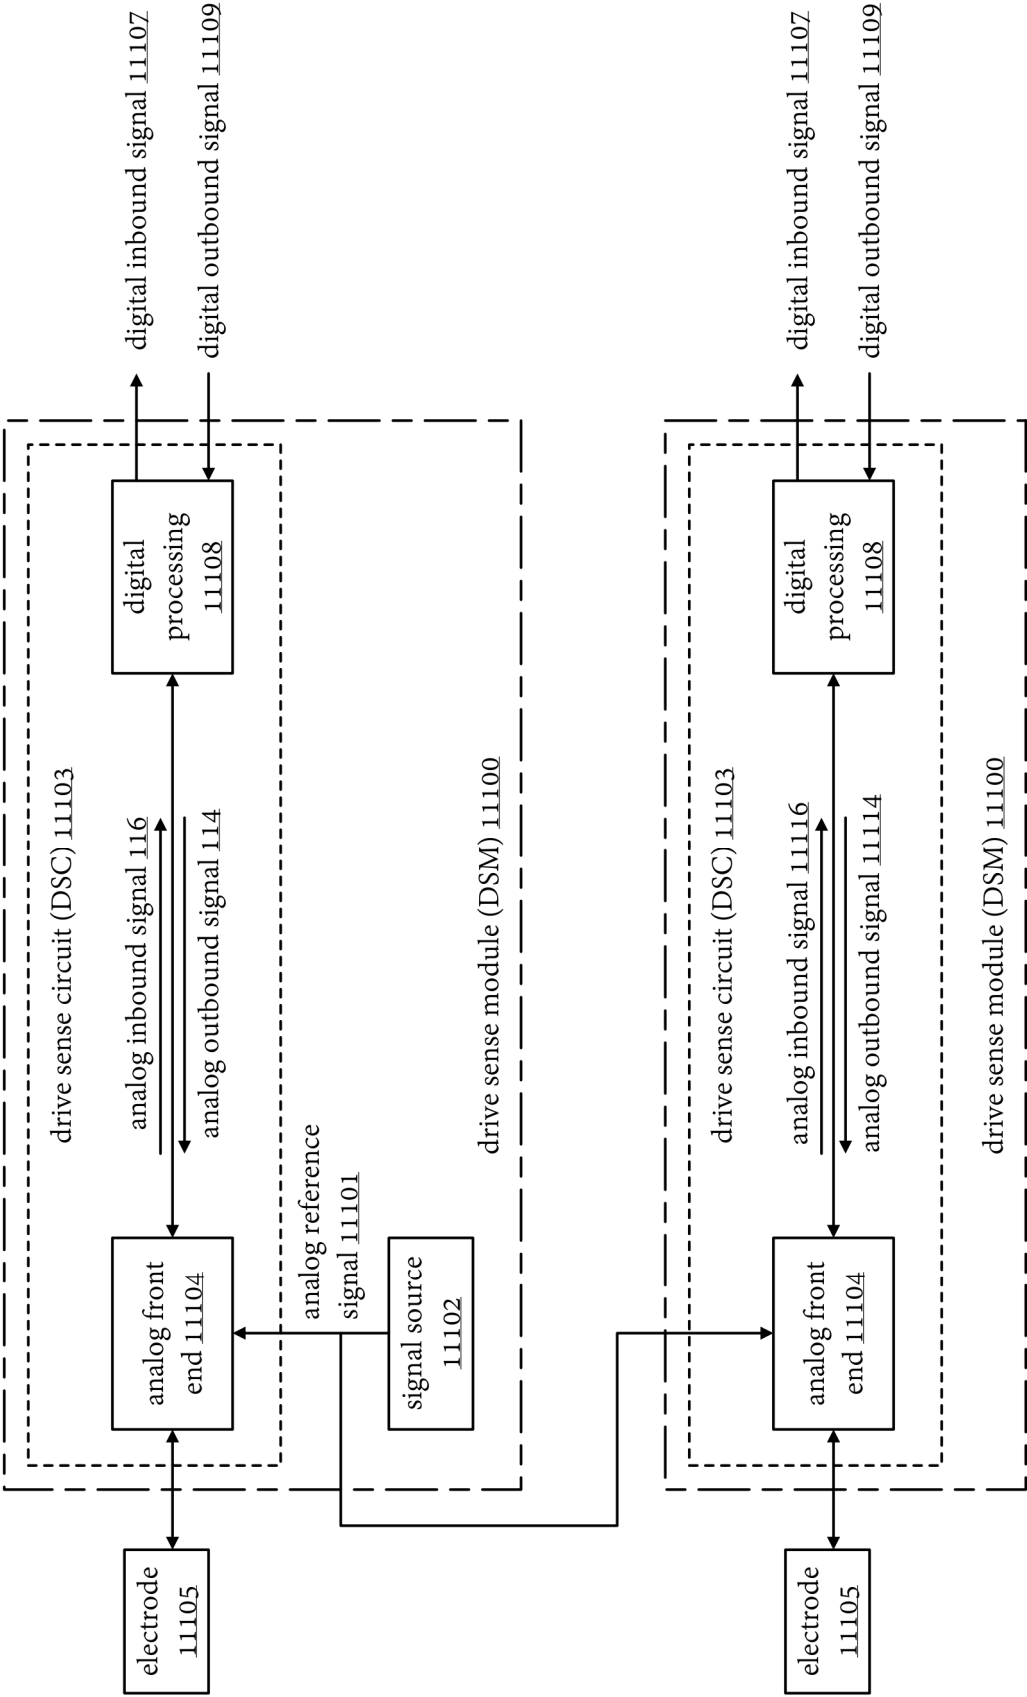 drive sense circuit (DSC) 11103
electrode
11105
analog front
end 11104
analog inbound signal 116
analog outbound signal 114
digital
processing
11108
digital inbound signal 11107
digital outbound signal 11109
analog reference
signal 11101
signal source
11102
drive sense module (DSM) 11100
drive sense circuit (DSC) 11103
electrode
11105
analog front
end 11104
analog inbound signal 11116
analog outbound signal 11114
digital
processing
11108
digital inbound signal 11107
digital outbound signal 11109
drive sense module (DSM) 11100